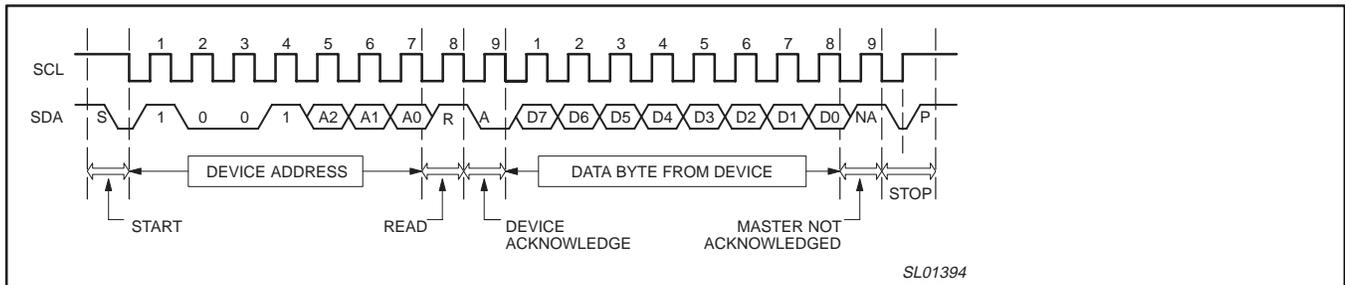 1 2 3 4 5 6 7 8 9 1 2 3 4 5 6 7 8 9
SCL
SDA S 1 0 0 1 A2 A1 A0 R A D7 D6 D5 D4 D3 D2 D1 D0 NA P
DEVICE ADDRESS DATA BYTE FROM DEVICE
STOP
START READ DEVICE ACKNOWLEDGE MASTER NOT ACKNOWLEDGED
SL01394